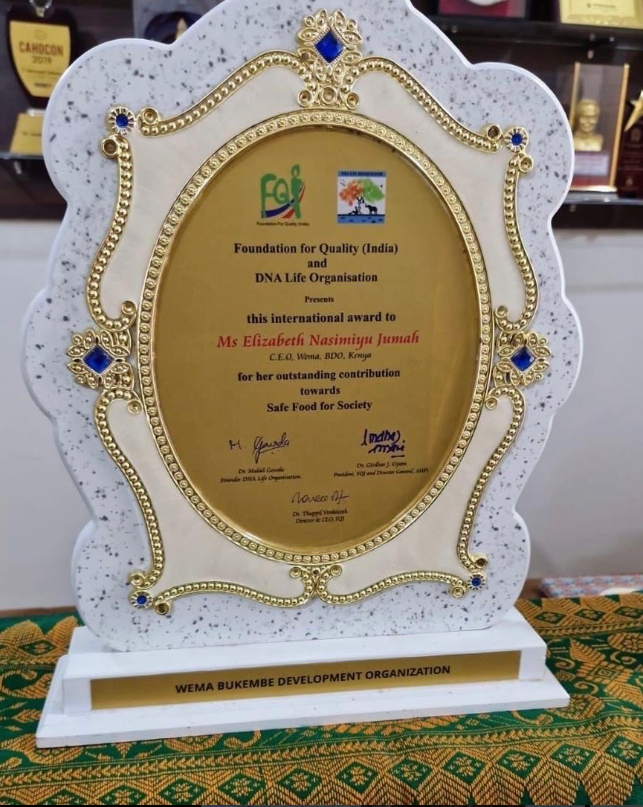 CAHOCON
2019
FQI
Foundation For Quality (India)
Foundation for Quality (India)
and
DNA Life Organisation
Presents
this international award to
Ms Elizabeth Nasimiyu Jumah
C.E.O, Wema, BDO, Kenya
for her outstanding contribution
towards
Safe Food for Society
M. Gowda
Dr. Mahali Gowda
Founder DNA Life Organisation.
Dr. Girdhar J. Gyani
President, FQI and Director General, AHPI
Dr. Thuppil Venkatesh
Director & CEO, FQI
WEMA BUKEMBE DEVELOPMENT ORGANIZATION